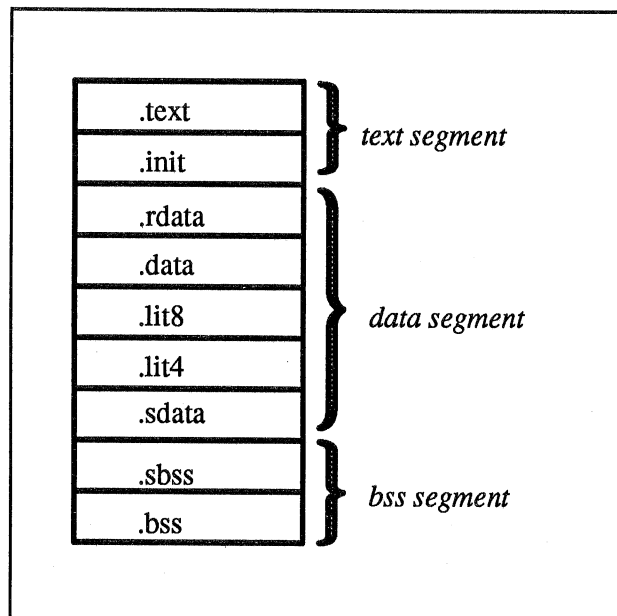 .text
.init
text segment
.rdata
.data
.lit8
.lit4
.sdata
data segment
.sbss
.bss
bss segment